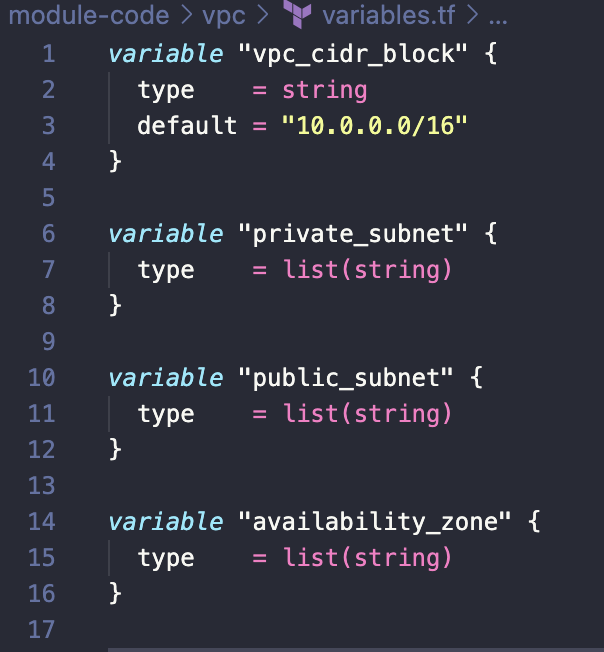 module-code > vpc > variables.tf > ...
1 variable "vpc_cidr_block" {
2   type    = string
3   default = "10.0.0.0/16"
4 }
5
6 variable "private_subnet" {
7   type    = list(string)
8 }
9
10 variable "public_subnet" {
11   type    = list(string)
12 }
13
14 variable "availability_zone" {
15   type    = list(string)
16 }
17